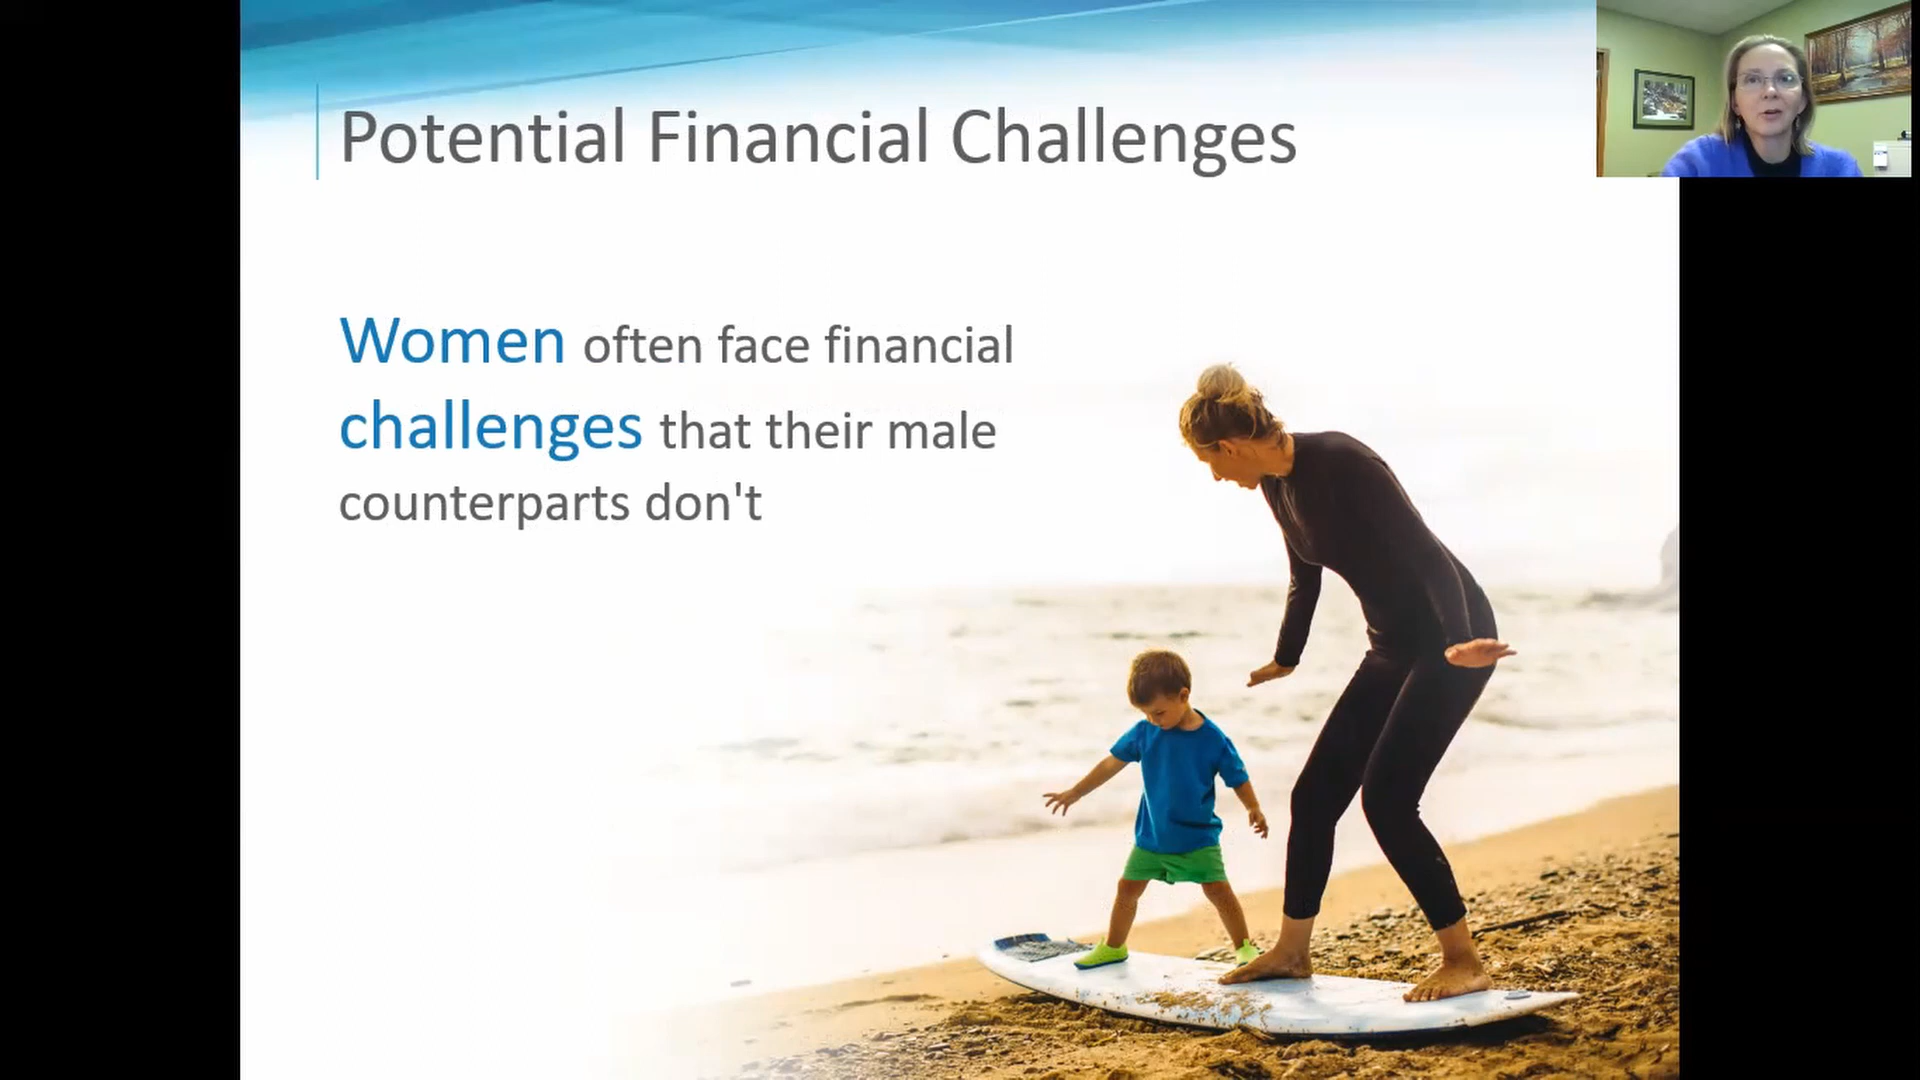 Potential Financial Challenges
Women often face financial
challenges that their male
counterparts don't